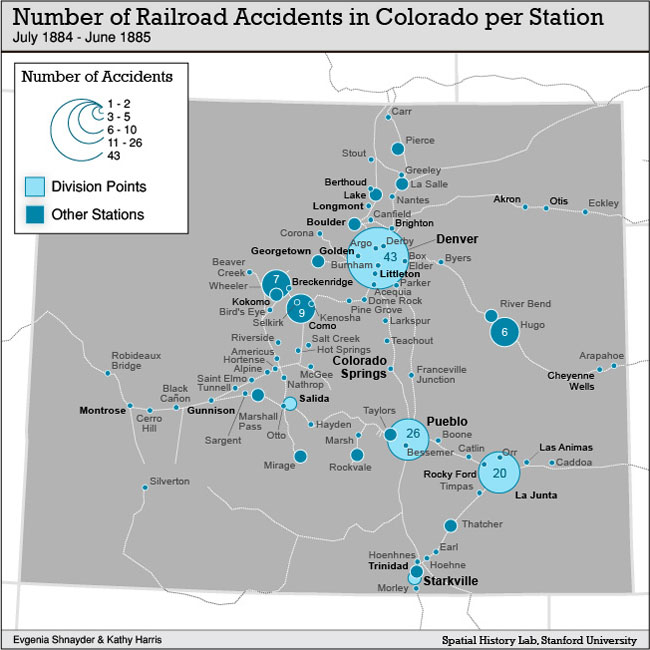 Number of Railroad Accidents in Colorado per Station
July 1884 - June 1885
Number of Accidents
1 - 2
3 - 5
6 - 10
11 - 26
43
Division Points
Other Stations
Carr
Pierce
Stout
Greeley
Berthoud
La Salle
Lake
Nantes
Longmont
Akron
Otis
Eckley
Canfield
Boulder
Brighton
Corona
Argo
Derby
Denver
Georgetown
Golden
43
Box
Elder
Byers
Beaver
Creek
Burnham
Littleton
7
Breckenridge
Wheeler
Parker
Acequia
Kokomo
Dome Rock
Bird's Eye
9
Kenosha
Pine Grove
River Bend
Selkirk
Como
Larkspur
6
Hugo
Riverside
Salt Creek
Teachout
Americus
Hot Springs
Robideaux
Bridge
Hortense
Colorado
Springs
Arapahoe
Alpine
McGee
Franceville
Junction
Cheyenne
Wells
Saint Elmo
Nathrop
Tunnell
Black
Cañon
Salida
Montrose
Gunnison
Cerro
Hill
Marshall
Pass
Taylors
Pueblo
Sargent
Otto
Hayden
26
Boone
Marsh
Bessemer
Catlin
Orr
Las Animas
Mirage
Rockvale
Caddoa
Rocky Ford
20
Silverton
Timpas
La Junta
Thatcher
Earl
Hoenhnes
Hoehne
Trinidad
Starkville
Morley
Evgenia Shnayder & Kathy Harris
Spatial History Lab, Stanford University